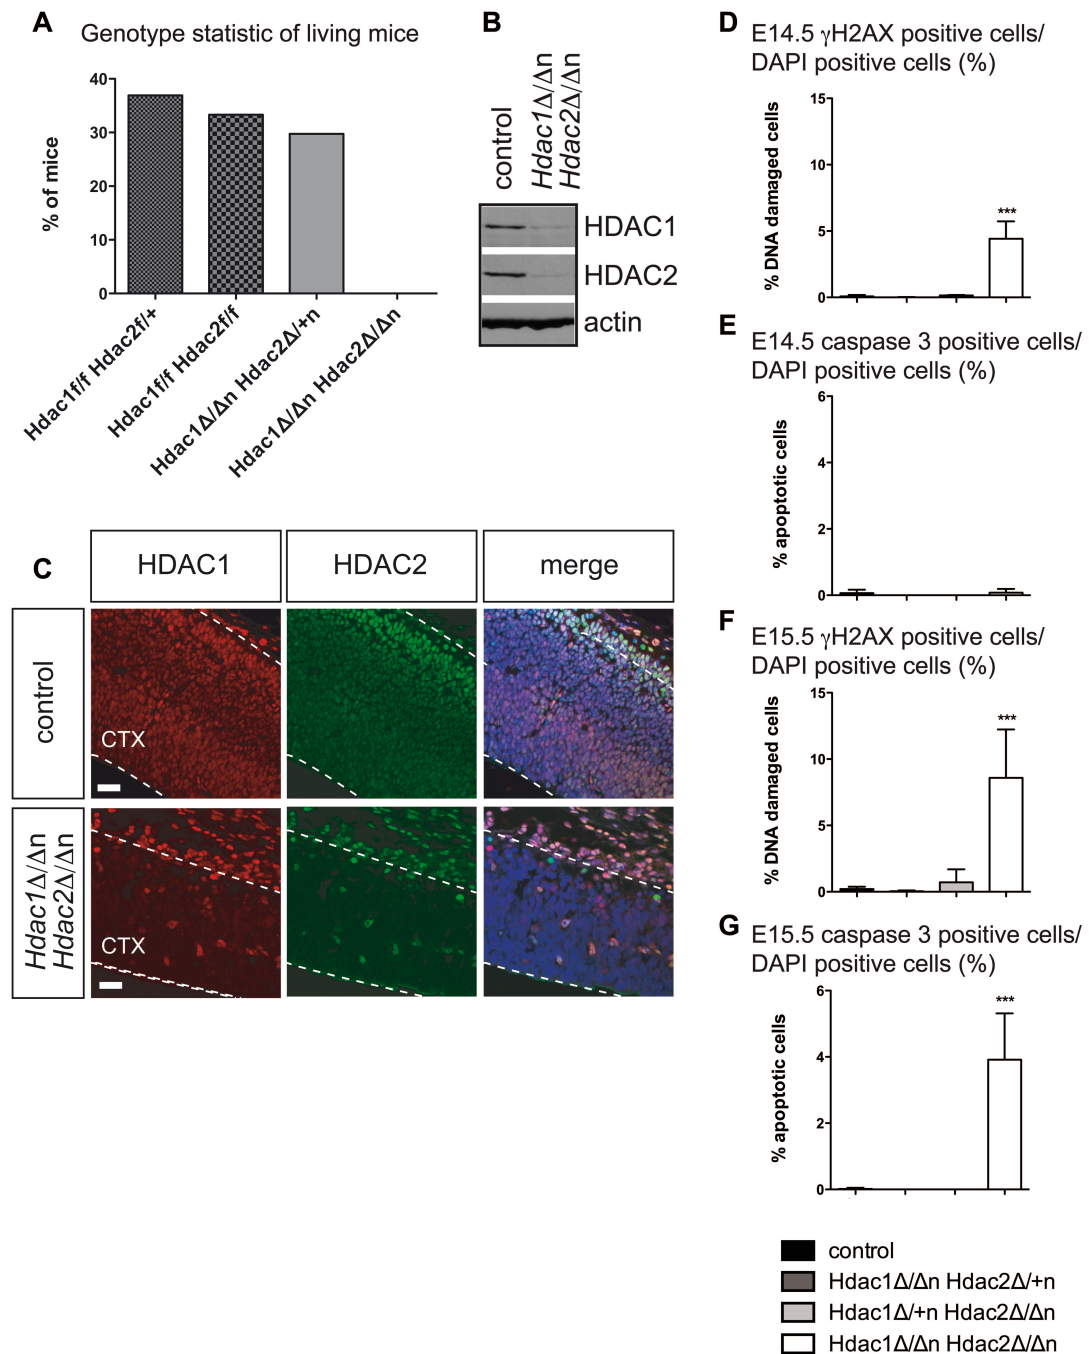 A
Genotype statistic of living mice
% of mice
40
30
20
10
0
Hdac1f/f Hdac2f/+
Hdac1f/f Hdac2f/f
Hdac1Δ/Δn Hdac2Δ/+n
Hdac1Δ/Δn Hdac2Δ/Δn
B
control
Hdac1Δ/Δn
Hdac2Δ/Δn
HDAC1
HDAC2
actin
C
HDAC1
HDAC2
merge
control
CTX
Hdac1Δ/Δn
Hdac2Δ/Δn
CTX
D
E14.5 γH2AX positive cells/
DAPI positive cells (%)
% DNA damaged cells
15
10
5
0
***
E
E14.5 caspase 3 positive cells/
DAPI positive cells (%)
% apoptotic cells
6
4
2
0
F
E15.5 γH2AX positive cells/
DAPI positive cells (%)
% DNA damaged cells
15
10
5
0
***
G
E15.5 caspase 3 positive cells/
DAPI positive cells (%)
% apoptotic cells
6
4
2
0
***
control
Hdac1Δ/Δn Hdac2Δ/+n
Hdac1Δ/+n Hdac2Δ/Δn
Hdac1Δ/Δn Hdac2Δ/Δn